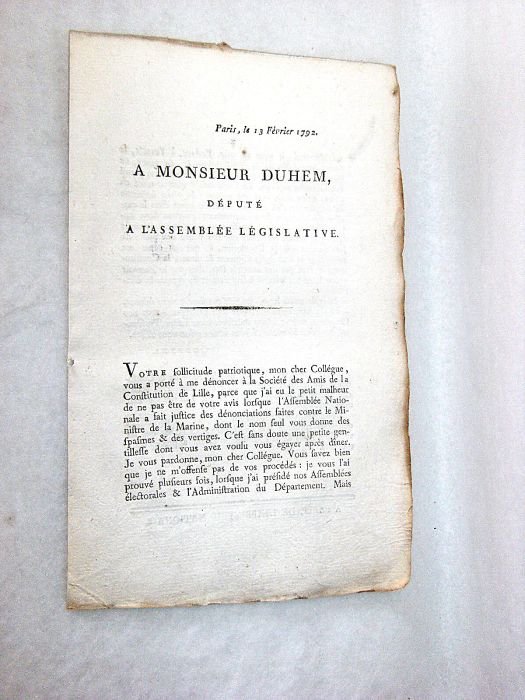 Paris, le 13 Février 1792.
A MONSIEUR DUHEM,
DÉPUTÉ
A L'ASSEMBLÉE LÉGISLATIVE.
VOTRE sollicitude patriotique, mon cher Collégue,
vous a porté à me dénoncer à la Société des Amis de la
Constitution de Lille, parce que j'ai eu le petit malheur
de ne pas être de votre avis lorsque l'Assemblée Natio-
nale a fait justice des dénonciations faites contre le Mi-
nistre de la Marine, dont le nom seul vous donne des
spasmes & des vertiges. C'est sans doute une petite gen-
tillesse dont vous avez voulu vous égayer après dîner.
Je vous pardonne, mon cher Collégue. Vous savez bien
que je ne m'offense pas de vos procédés : je vous l'ai
prouvé plusieurs fois, lorsque j'ai présidé nos Assemblées
électorales & l'Administration du Département. Mais